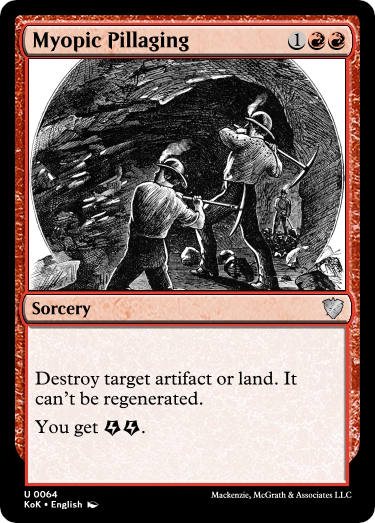 Myopic Pillaging 1
Sorcery
Destroy target artifact or land. It
can't be regenerated.
You get .
U 0064
KoK • English
Mackenzie, McGrath & Associates LLC